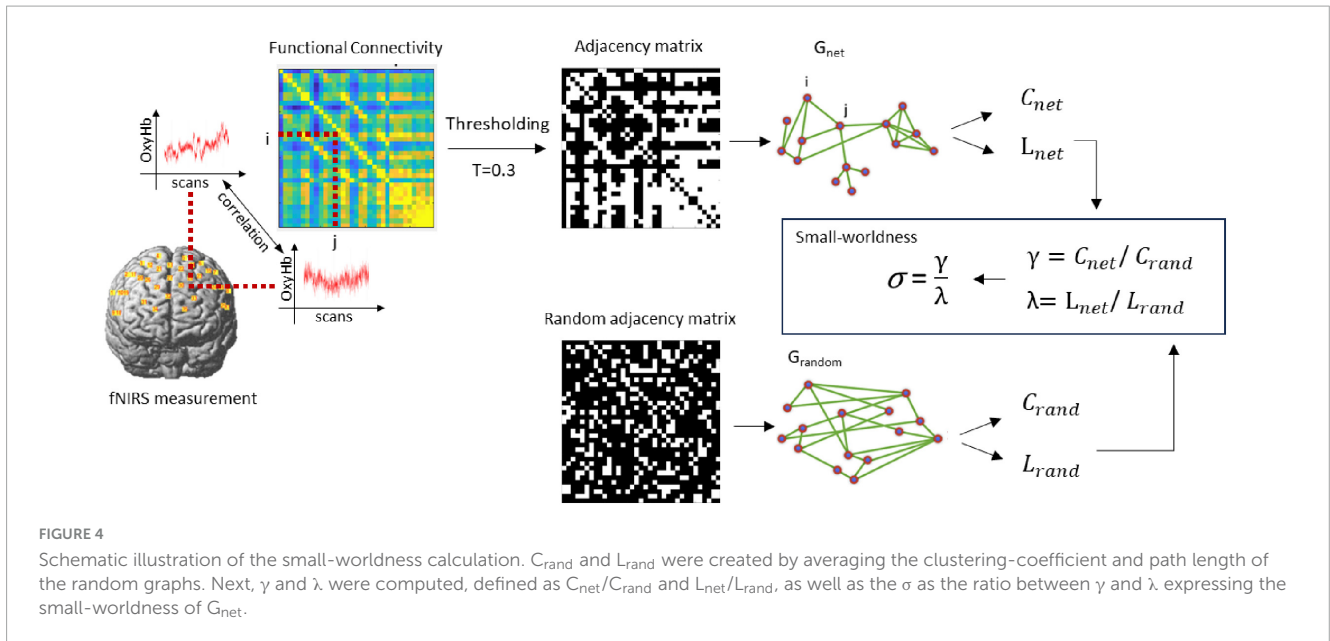 Functional Connectivity
Adjacency matrix
G_net
i
j
OxyHb
scans
i
j
correlation
OxyHb
scans
Thresholding
T=0.3
C_net
L_net
fNIRS measurement
Small-worldness
σ = γ/λ
γ = C_net / C_rand
λ= L_net / L_rand
Random adjacency matrix
G_random
C_rand
L_rand
FIGURE 4
Schematic illustration of the small-worldness calculation. C_rand and L_rand were created by averaging the clustering-coefficient and path length of
the random graphs. Next, γ and λ were computed, defined as C_net/C_rand and L_net/L_rand, as well as the σ as the ratio between γ and λ expressing the
small-worldness of G_net.